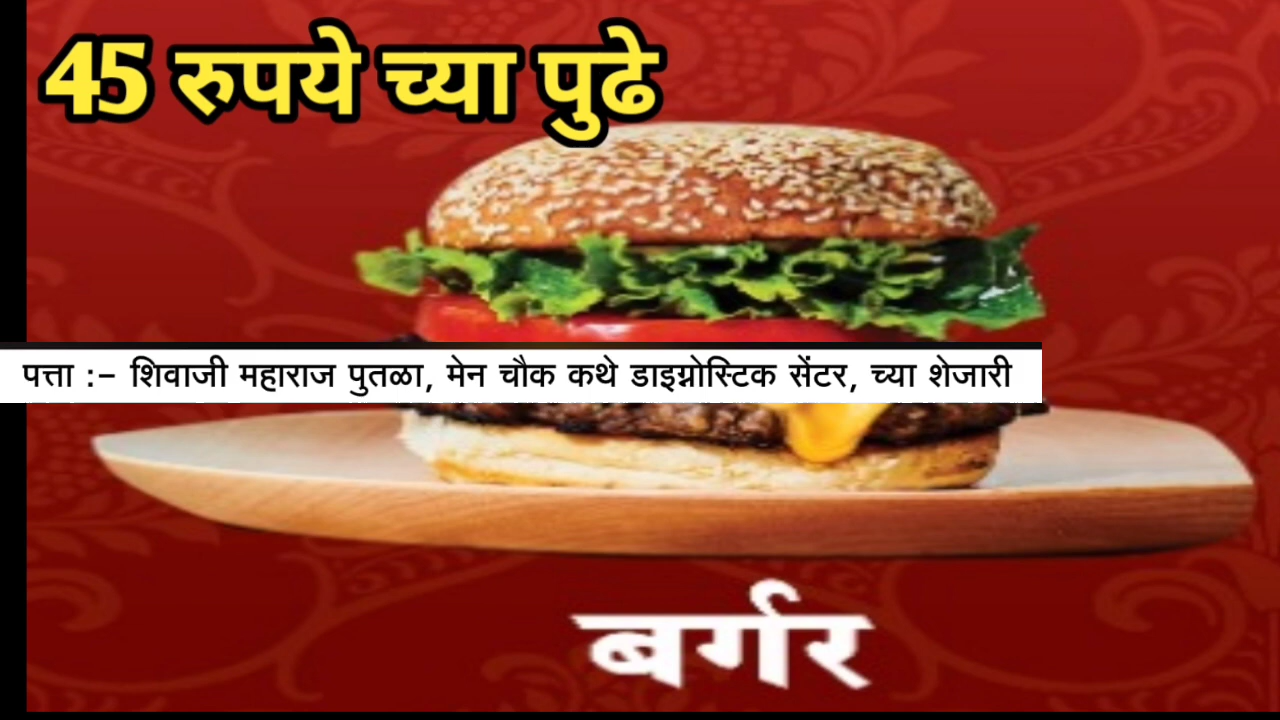 45 रुपये च्या पुढे
पत्ता :– शिवाजी महाराज पुतळा, मेन चौक कथे डाइग्नोस्टिक सेंटर, च्या शेजारी
बर्गर